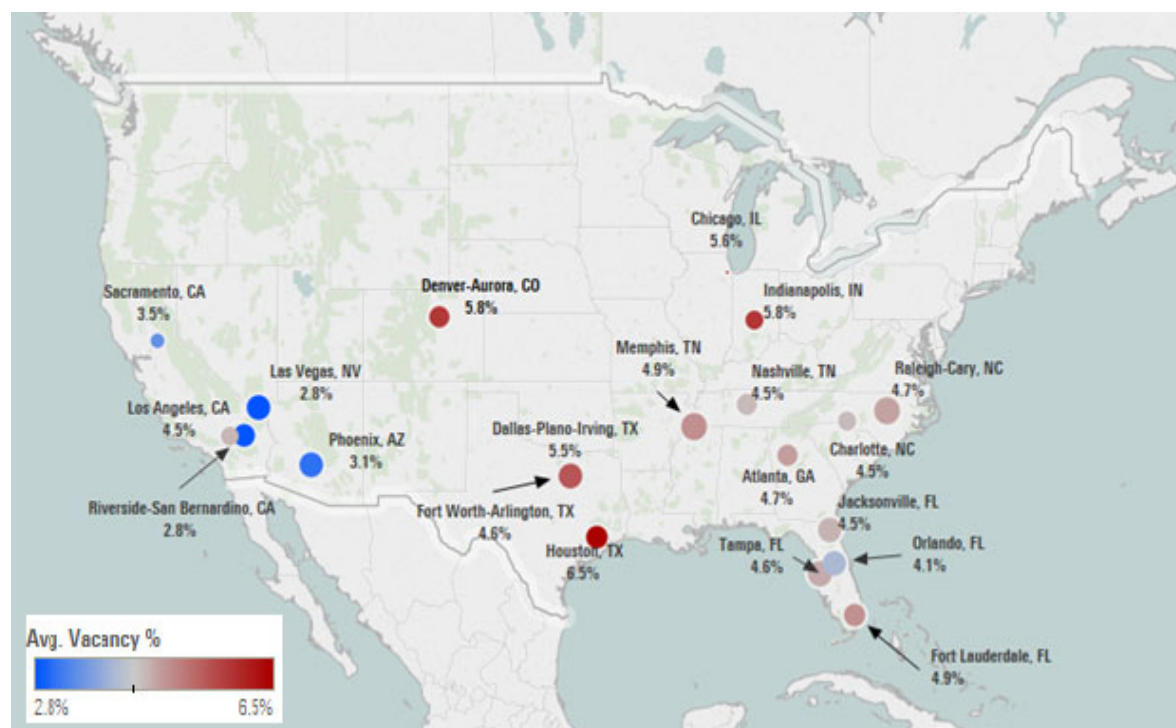 Chicago, IL
5.6%
Denver-Aurora, CO
5.8%
Indianapolis, IN
5.8%
Sacramento, CA
3.5%
Memphis, TN
4.9%
Nashville, TN
4.5%
Raleigh-Cary, NC
4.7%
Las Vegas, NV
2.8%
Los Angeles, CA
4.5%
Phoenix, AZ
3.1%
Dallas-Plano-Irving, TX
5.5%
Charlotte, NC
4.5%
Atlanta, GA
4.7%
Riverside-San Bernardino, CA
2.8%
Fort Worth-Arlington, TX
4.6%
Jacksonville, FL
4.5%
Houston, TX
6.5%
Tampa, FL
4.6%
Orlando, FL
4.1%
Fort Lauderdale, FL
4.9%
Avg. Vacancy %
2.8% 6.5%